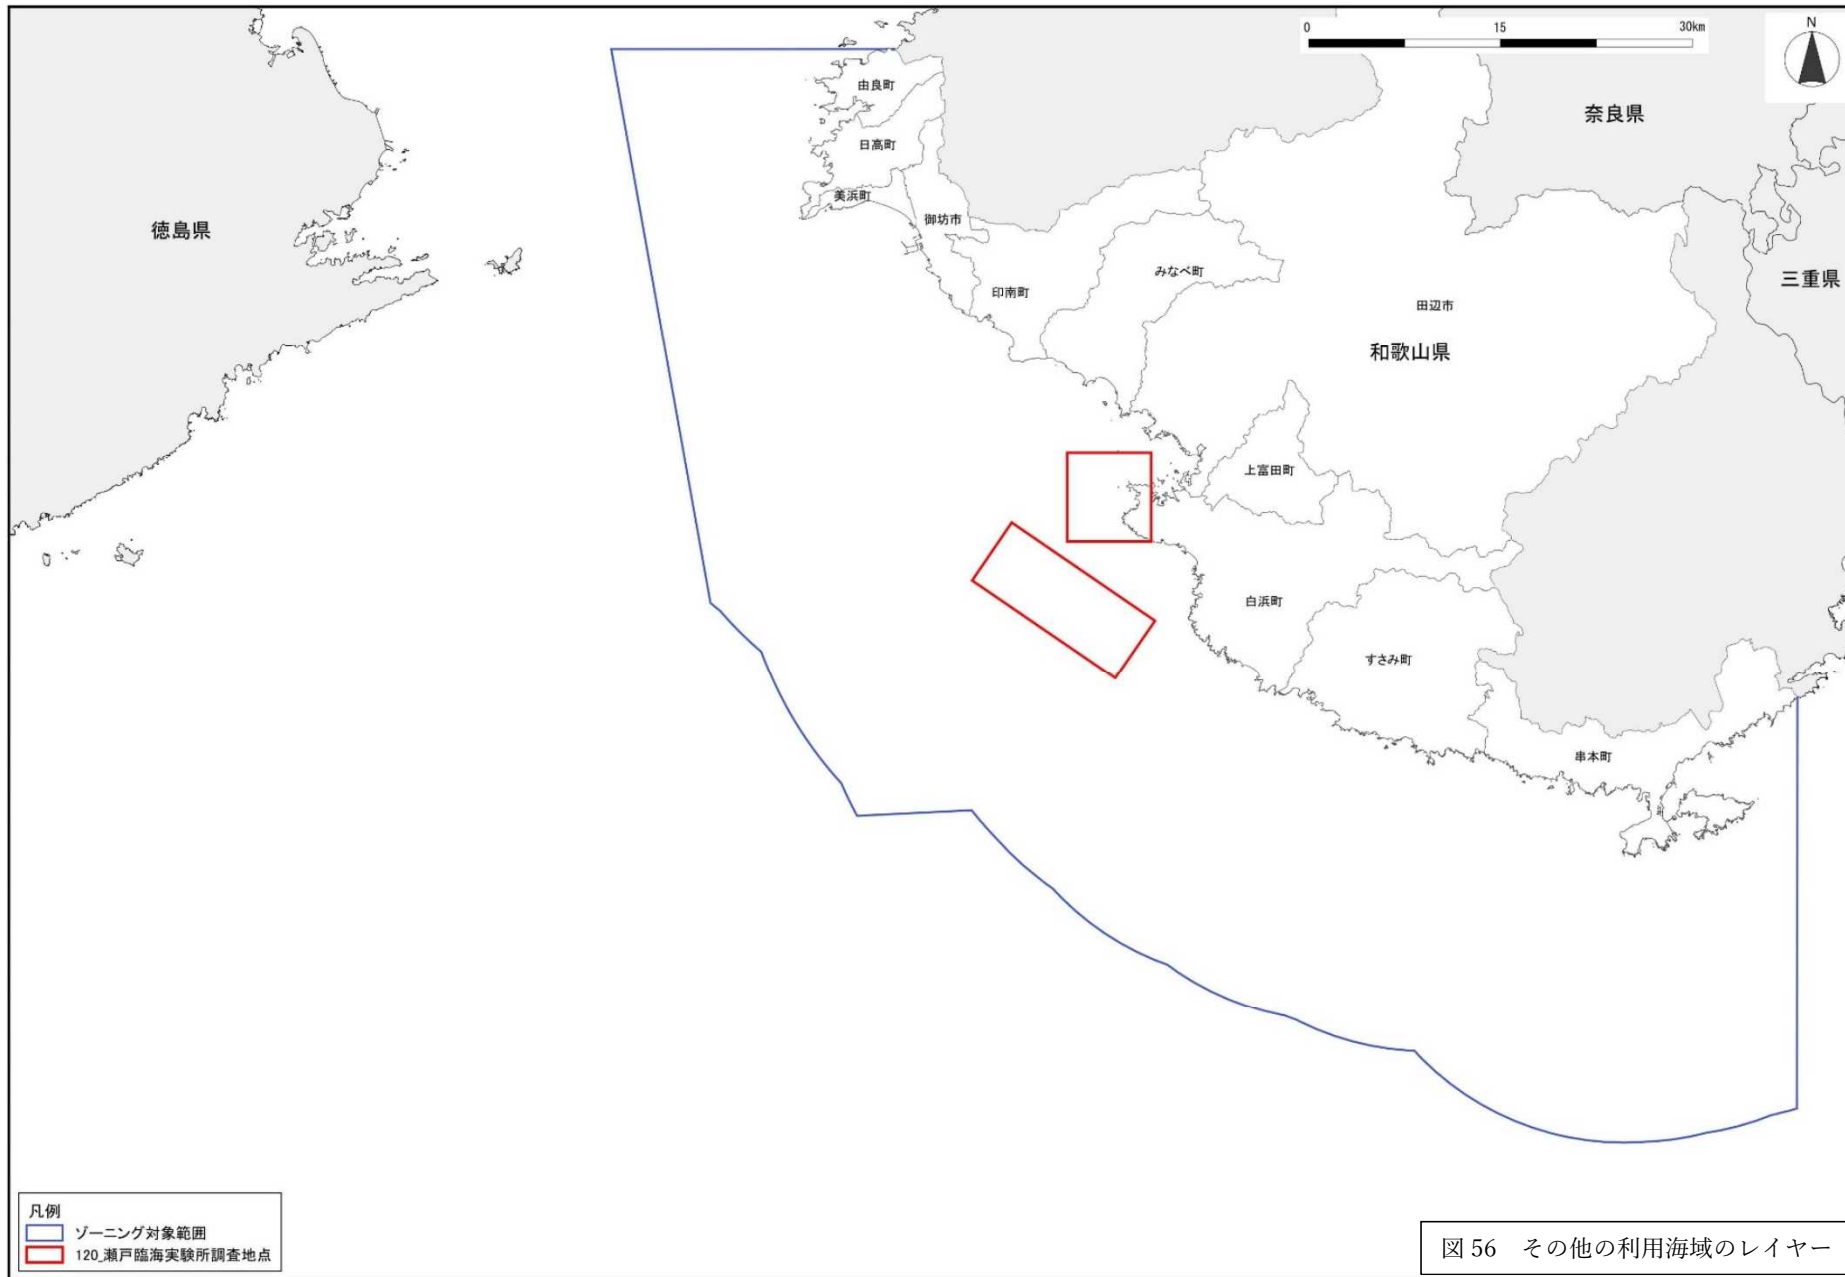 0 15 30km
N
由良町
奈良県
日高町
美浜町
御坊市
徳島県
みなべ町
三重県
印南町
田辺市
和歌山県
上富田町
白浜町
すさみ町
串本町
凡例
ゾーニング対象範囲
120_瀬戸臨海実験所調査地点
図 56 その他の利用海域のレイヤー